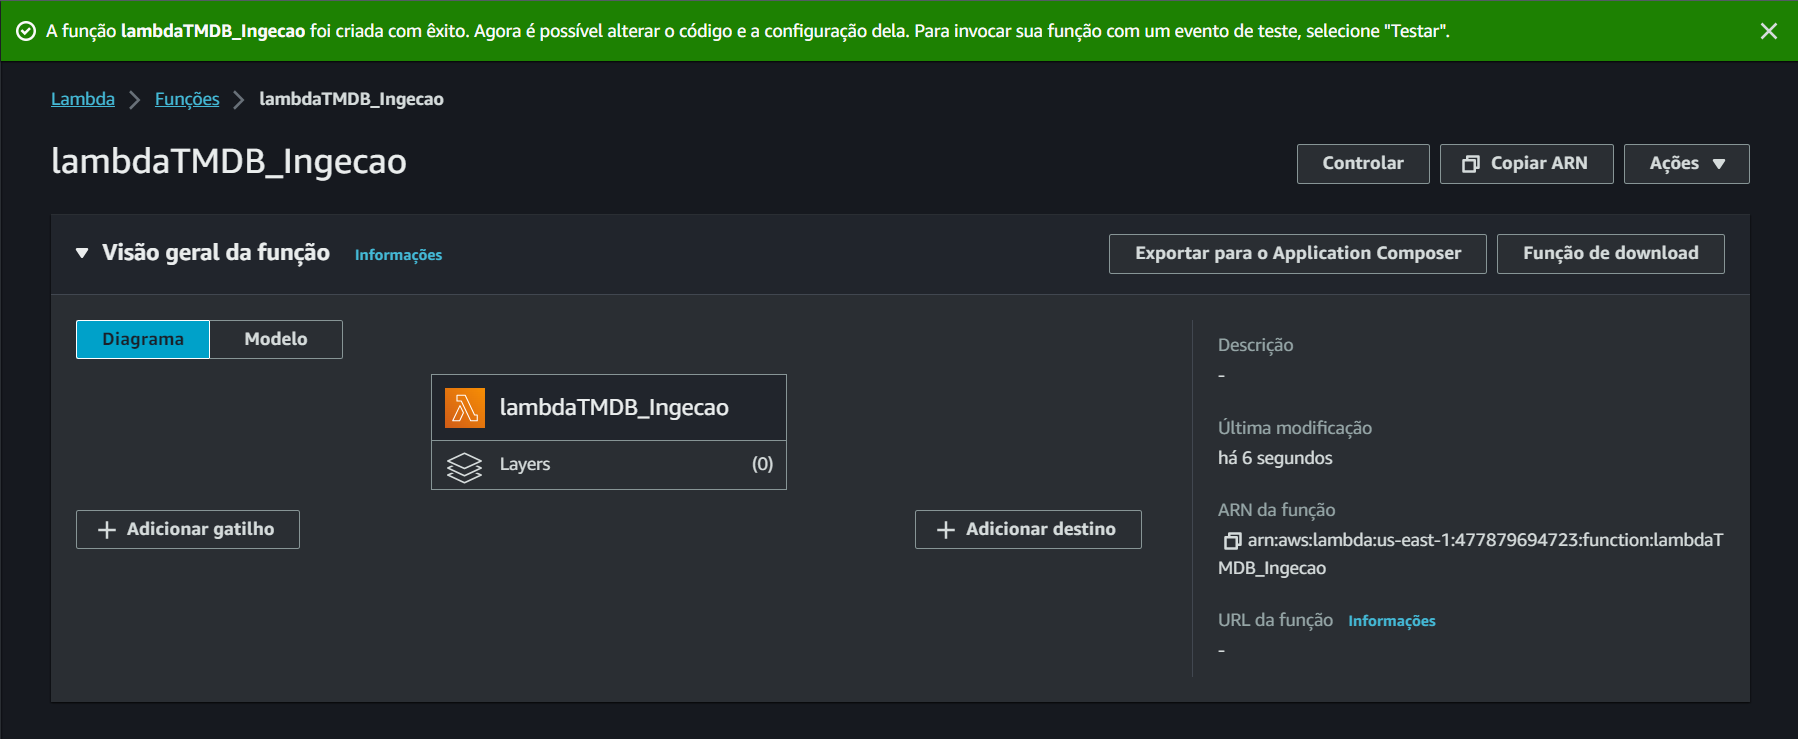 A função lambdaTMDB_Ingecao foi criada com êxito. Agora é possível alterar o código e a configuração dela. Para invocar sua função com um evento de teste, selecione "Testar".
Lambda
Funções
lambdaTMDB_Ingecao
lambdaTMDB_Ingecao
Controlar
Copiar ARN
Ações
Visão geral da função
Informações
Exportar para o Application Composer
Função de download
Diagrama
Modelo
lambdaTMDB_Ingecao
Layers
(0)
Adicionar gatilho
Adicionar destino
Descrição
-
Última modificação
há 6 segundos
ARN da função
arn:aws:lambda:us-east-1:477879694723:function:lambdaT
MDB_Ingecao
URL da função
Informações
-